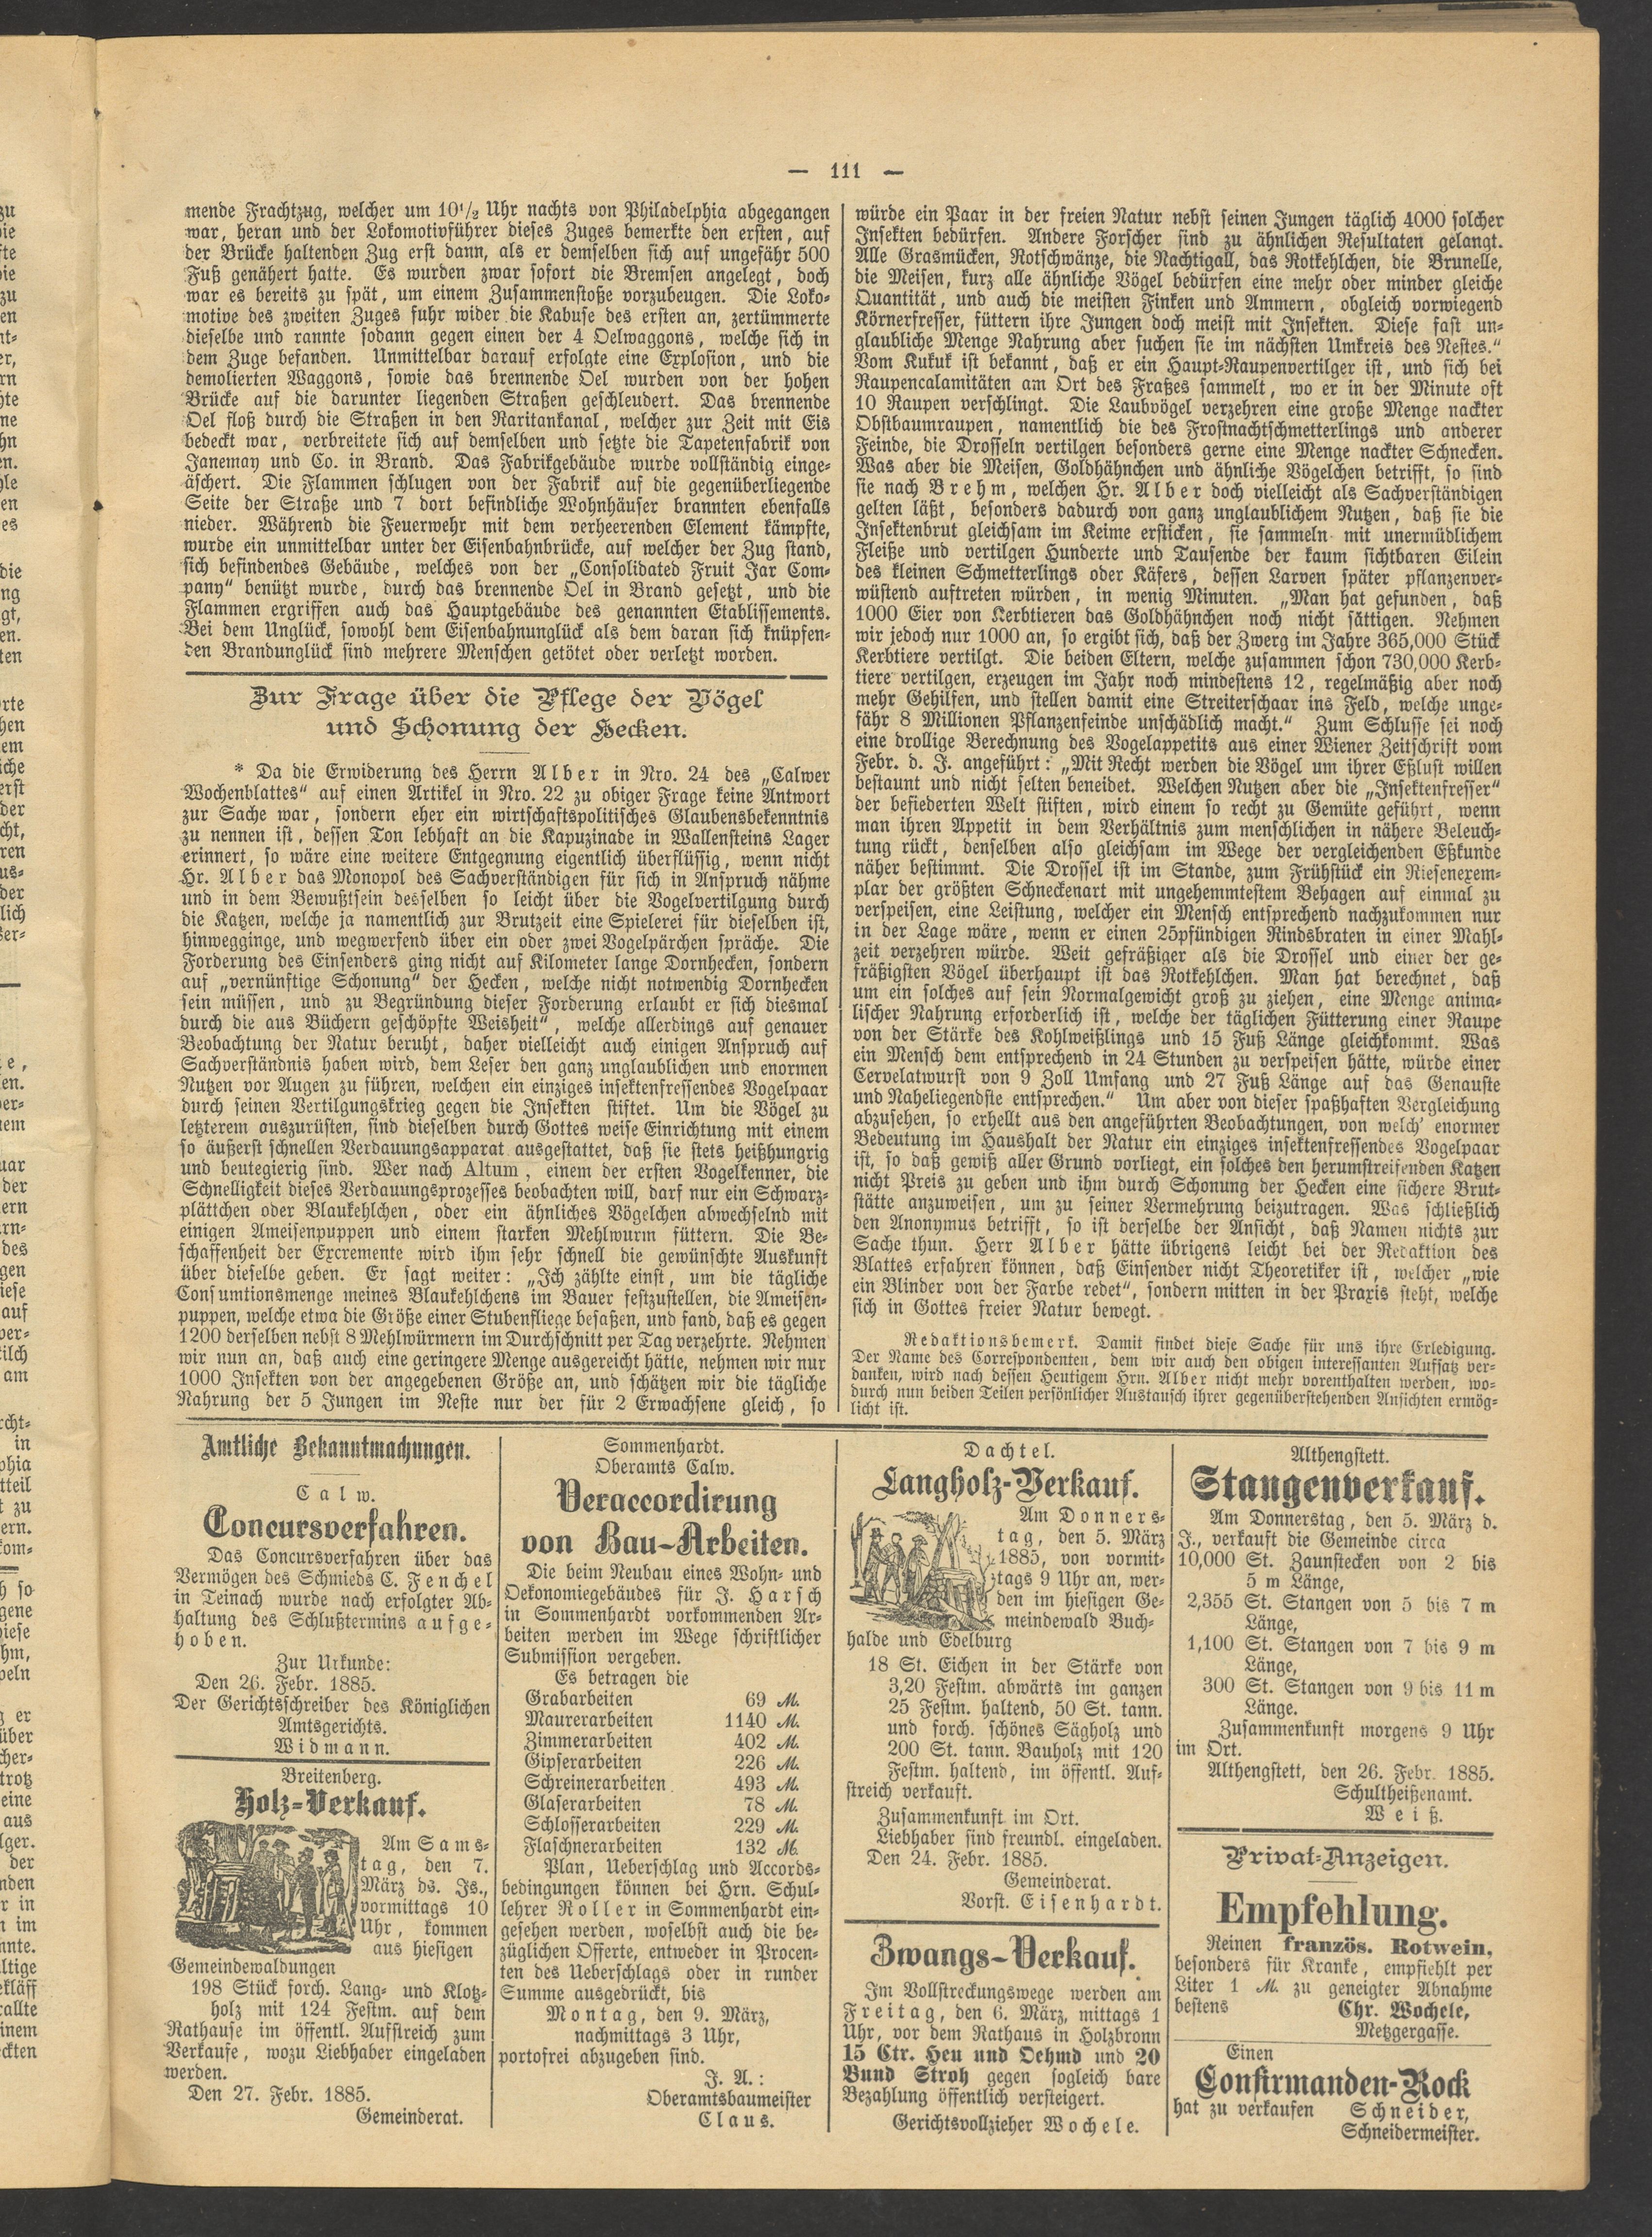 — 111 —
mende Frachtzug, welcher um 10½ Uhr nachts von Philadelphia abgegangen
war, heran und der Lokomotivführer dieses Zuges bemerkte den ersten, auf
der Brücke haltenden Zug erst dann, als er demselben sich auf ungefähr 500
Fuß genähert hatte. Es wurden zwar sofort die Bremsen angelegt, doch
war es bereits zu spät, um einem Zusammenstoße vorzubeugen. Die Loko-
motive des zweiten Zuges fuhr wider die Kabuse des ersten an, zertümmerte
dieselbe und rannte sodann gegen einen der 4 Oelwaggons, welche sich in
dem Zuge befanden. Unmittelbar darauf erfolgte eine Explosion, und die
demolierten Waggons, sowie das brennende Oel wurden von der hohen
Brücke auf die darunter liegenden Straßen geschleudert. Das brennende
Oel floß durch die Straßen in den Raritankanal, welcher zur Zeit mit Eis
bedeckt war, verbreitete sich auf demselben und setzte die Tapetenfabrik von
Janemay und Co. in Brand. Das Fabrikgebäude wurde vollständig einge-
äschert. Die Flammen schlugen von der Fabrik auf die gegenüberliegende
Seite der Straße und 7 dort befindliche Wohnhäuser brannten ebenfalls
nieder. Während die Feuerwehr mit dem verheerenden Element kämpfte,
wurde ein unmittelbar unter der Eisenbahnbrücke, auf welcher der Zug stand,
sich befindendes Gebäude, welches von der „Consolidated Fruit Jar Com-
pany“ benützt wurde, durch das brennende Oel in Brand gesetzt, und die
Flammen ergriffen auch das Hauptgebäude des genannten Etablissements.
Bei dem Unglück, sowohl dem Eisenbahnunglück als dem daran sich knüpfen-
den Brandunglück sind mehrere Menschen getötet oder verletzt worden.
Zur Frage über die Pflege der Vögel
und Schonung der Hecken.
* Da die Erwiderung des Herrn Alber in Nro. 24 des „Calwer
Wochenblattes“ auf einen Artikel in Nro. 22 zu obiger Frage keine Antwort
zur Sache war, sondern eher ein wirtschaftspolitisches Glaubensbekenntnis
zu nennen ist, dessen Ton lebhaft an die Kapuzinade in Wallensteins Lager
erinnert, so wäre eine weitere Entgegnung eigentlich überflüssig, wenn nicht
Hr. Alber das Monopol des Sachverständigen für sich in Anspruch nähme
und in dem Bewußtsein desselben so leicht über die Vogelvertilgung durch
die Katzen, welche ja namentlich zur Brutzeit eine Spielerei für dieselben ist,
hinwegginge, und wegwerfend über ein oder zwei Vogelpärchen spräche. Die
Forderung des Einsenders ging nicht auf Kilometer lange Dornhecken, sondern
auf „vernünftige Schonung“ der Hecken, welche nicht notwendig Dornhecken
sein müssen, und zu Begründung dieser Forderung erlaubt er sich diesmal
durch die aus Büchern geschöpfte Weisheit“, welche allerdings auf genauer
Beobachtung der Natur beruht, daher vielleicht auch einigen Anspruch auf
Sachverständnis haben wird, dem Leser den ganz unglaublichen und enormen
Nutzen vor Augen zu führen, welchen ein einziges insektenfressendes Vogelpaar
durch seinen Vertilgungskrieg gegen die Insekten stiftet. Um die Vögel zu
letzterem auszurüsten, sind dieselben durch Gottes weise Einrichtung mit einem
so äußerst schnellen Verdauungsapparat ausgestattet, daß sie stets heißhungrig
und beutegierig sind. Wer nach Altum, einem der ersten Vogelkenner, die
Schnelligkeit dieses Verdauungsprozesses beobachten will, darf nur ein Schwarz-
plättchen oder Blaukehlchen, oder ein ähnliches Vögelchen abwechselnd mit
einigen Ameisenpuppen und einem starken Mehlwurm füttern. Die Be-
schaffenheit der Excremente wird ihm sehr schnell die gewünschte Auskunft
über dieselbe geben. Er sagt weiter: „Ich zählte einst, um die tägliche
Consumtionsmenge meines Blaukehlchens im Bauer festzustellen, die Ameisen-
puppen, welche etwa die Größe einer Stubenfliege besaßen, und fand, daß es gegen
1200 derselben nebst 8 Mehlwürmern im Durchschnitt per Tag verzehrte. Nehmen
wir nun an, daß auch eine geringere Menge ausgereicht hätte, nehmen wir nur
1000 Insekten von der angegebenen Größe an, und schätzen wir die tägliche
Nahrung der 5 Jungen im Neste nur der für 2 Erwachsene gleich, so
würde ein Paar in der freien Natur nebst seinen Jungen täglich 4000 solcher
Insekten bedürfen. Andere Forscher sind zu ähnlichen Resultaten gelangt.
Alle Grasmücken, Rotschwänze, die Nachtigall, das Rotkehlchen, die Brunelle,
die Meisen, kurz alle ähnliche Vögel bedürfen eine mehr oder minder gleiche
Quantität, und auch die meisten Finken und Ammern, obgleich vorwiegend
Körnerfresser, füttern ihre Jungen doch meist mit Insekten. Diese fast un-
glaubliche Menge Nahrung aber suchen sie im nächsten Umkreis des Nestes.“
Vom Kukuk ist bekannt, daß er ein Haupt-Raupenvertilger ist, und sich bei
Raupencalamitäten am Ort des Fraßes sammelt, wo er in der Minute oft
10 Raupen verschlingt. Die Laubvögel verzehren eine große Menge nackter
Obstbaumraupen, namentlich die des Frostnachtschmetterlings und anderer
Feinde, die Drosseln vertilgen besonders gerne eine Menge nackter Schnecken.
Was aber die Meisen, Goldhähnchen und ähnliche Vögelchen betrifft, so sind
sie nach Brehm, welchen Hr. Alber doch vielleicht als Sachverständigen
gelten läßt, besonders dadurch von ganz unglaublichem Nutzen, daß sie die
Insektenbrut gleichsam im Keime ersticken, sie sammeln mit unermüdlichem
Fleiße und vertilgen Hunderte und Tausende der kaum sichtbaren Eilein
des kleinen Schmetterlings oder Käfers, dessen Larven später pflanzenver-
wüstend auftreten würden, in wenig Minuten. „Man hat gefunden, daß
1000 Eier von Kerbtieren das Goldhähnchen noch nicht sättigen. Nehmen
wir jedoch nur 1000 an, so ergibt sich, daß der Zwerg im Jahre 365,000 Stück
Kerbtiere vertilgt. Die beiden Eltern, welche zusammen schon 730,000 Kerb-
tiere vertilgen, erzeugen im Jahr noch mindestens 12, regelmäßig aber noch
mehr Gehilfen, und stellen damit eine Streiterschaar ins Feld, welche unge-
fähr 8 Millionen Pflanzenfeinde unschädlich macht.“ Zum Schlusse sei noch
eine drollige Berechnung des Vogelappetits aus einer Wiener Zeitschrift vom
Febr. d. J. angeführt: „Mit Recht werden die Vögel um ihrer Eßlust willen
bestaunt und nicht selten beneidet. Welchen Nutzen aber die „Insektenfresser“
der befiederten Welt stiften, wird einem so recht zu Gemüte geführt, wenn
man ihren Appetit in dem Verhältnis zum menschlichen in nähere Beleuch-
tung rückt, denselben also gleichsam im Wege der vergleichenden Eßkunde
näher bestimmt. Die Drossel ist im Stande, zum Frühstück ein Riesenexem-
plar der größten Schneckenart mit ungehemmtestem Behagen auf einmal zu
verspeisen, eine Leistung, welcher ein Mensch entsprechend nachzukommen nur
in der Lage wäre, wenn er einen 25pfündigen Rindsbraten in einer Mahl-
zeit verzehren würde. Weit gefräßiger als die Drossel und einer der ge-
fräßigsten Vögel überhaupt ist das Rotkehlchen. Man hat berechnet, daß
um ein solches auf sein Normalgewicht groß zu ziehen, eine Menge anima-
lischer Nahrung erforderlich ist, welche der täglichen Fütterung einer Raupe
von der Stärke des Kohlweißlings und 15 Fuß Länge gleichkommt. Was
ein Mensch dem entsprechend in 24 Stunden zu verspeisen hätte, würde einer
Cervelatwurst von 9 Zoll Umfang und 27 Fuß Länge auf das Genauste
und Naheliegendste entsprechen.“ Um aber von dieser spaßhaften Vergleichung
abzusehen, so erhellt aus den angeführten Beobachtungen, von welch' enormer
Bedeutung im Haushalt der Natur ein einziges insektenfressendes Vogelpaar
ist, so daß gewiß aller Grund vorliegt, ein solches den herumstreifenden Katzen
nicht Preis zu geben und ihm durch Schonung der Hecken eine sichere Brut-
stätte anzuweisen, um zu seiner Vermehrung beizutragen. Was schließlich
den Anonymus betrifft, so ist derselbe der Ansicht, daß Namen nichts zur
Sache thun. Herr Alber hätte übrigens leicht bei der Redaktion des
Blattes erfahren können, daß Einsender nicht Theoretiker ist, welcher „wie
ein Blinder von der Farbe redet“, sondern mitten in der Praxis steht, welche
sich in Gottes freier Natur bewegt.
Redaktionsbemerk. Damit findet diese Sache für uns ihre Erledigung.
Der Name des Correspondenten, dem wir auch den obigen interessanten Aufsatz ver-
danken, wird nach dessen Heutigem Hrn. Alber nicht mehr vorenthalten werden, wo-
durch nun beiden Teilen persönlicher Austausch ihrer gegenüberstehenden Ansichten ermög-
licht ist.
Amtliche Bekanntmachungen.
Calw.
Concursverfahren.
Das Concursverfahren über das
Vermögen des Schmieds C. Fenchel
in Teinach wurde nach erfolgter Ab-
haltung des Schlußtermins aufge-
hoben.
Zur Urkunde:
Den 26. Febr. 1885.
Der Gerichtsschreiber des Königlichen
Amtsgerichts.
Widmann.
Breitenberg.
Holz-Verkauf.
Am Sams-
tag, den 7.
März ds. Js.,
vormittags 10
Uhr, kommen
aus hiesigen
Gemeindewaldungen
198 Stück forch. Lang- und Klotz-
holz mit 124 Festm. auf dem
Rathause im öffentl. Aufstreich zum
Verkaufe, wozu Liebhaber eingeladen
werden.
Den 27. Febr. 1885.
Gemeinderat.
Sommenhardt.
Oberamts Calw.
Veraccordirung
von Bau-Arbeiten.
Die beim Neubau eines Wohn- und
Oekonomiegebäudes für J. Harsch
in Sommenhardt vorkommenden Ar-
beiten werden im Wege schriftlicher
Submission vergeben.
Es betragen die
Grabarbeiten 69 M.
Maurerarbeiten 1140 M.
Zimmerarbeiten 402 M.
Gipserarbeiten 226 M.
Schreinerarbeiten 493 M.
Glaserarbeiten 78 M.
Schlosserarbeiten 229 M.
Flaschnerarbeiten 132 M.
Plan, Ueberschlag und Accords-
bedingungen können bei Hrn. Schul-
lehrer Roller in Sommenhardt ein-
gesehen werden, woselbst auch die be-
züglichen Offerte, entweder in Procen-
ten des Ueberschlags oder in runder
Summe ausgedrückt, bis
Montag, den 9. März,
nachmittags 3 Uhr,
portofrei abzugeben sind.
J. A.:
Oberamtsbaumeister
Claus.
Dachtel.
Langholz-Verkauf.
Am Donners-
tag, den 5. März
1885, von vormit-
tags 9 Uhr an, wer-
den im hiesigen Ge-
meindewald Buch-
halde und Edelburg
18 St. Eichen in der Stärke von
3,20 Festm. abwärts im ganzen
25 Festm. haltend, 50 St. tann.
und forch. schönes Sägholz und
200 St. tann. Bauholz mit 120
Festm. haltend, im öffentl. Auf-
streich verkauft.
Zusammenkunft im Ort.
Liebhaber sind freundl. eingeladen.
Den 24. Febr. 1885.
Gemeinderat.
Vorst. Eisenhardt.
Zwangs-Verkauf.
Im Vollstreckungswege werden am
Freitag, den 6. März, mittags 1
Uhr, vor dem Rathaus in Holzbronn
15 Ctr. Heu und Oehmd und 20
Bund Stroh gegen sogleich bare
Bezahlung öffentlich versteigert.
Gerichtsvollzieher Wochele.
Althengstett.
Stangenverkauf.
Am Donnerstag, den 5. März d.
J., verkauft die Gemeinde circa
10,000 St. Zaunstecken von 2 bis
5 m Länge,
2,355 St. Stangen von 5 bis 7 m
Länge,
1,100 St. Stangen von 7 bis 9 m
Länge,
300 St. Stangen von 9 bis 11 m
Länge.
Zusammenkunft morgens 9 Uhr
im Ort.
Althengstett, den 26. Febr. 1885.
Schultheißenamt.
Weiß.
Privat-Anzeigen.
Empfehlung.
Reinen französ. Rotwein,
besonders für Kranke, empfiehlt per
Liter 1 M. zu geneigter Abnahme
bestens Chr. Wochele,
Metzgergasse.
Einen
Confirmanden-Rock
hat zu verkaufen Schneider,
Schneidermeister.